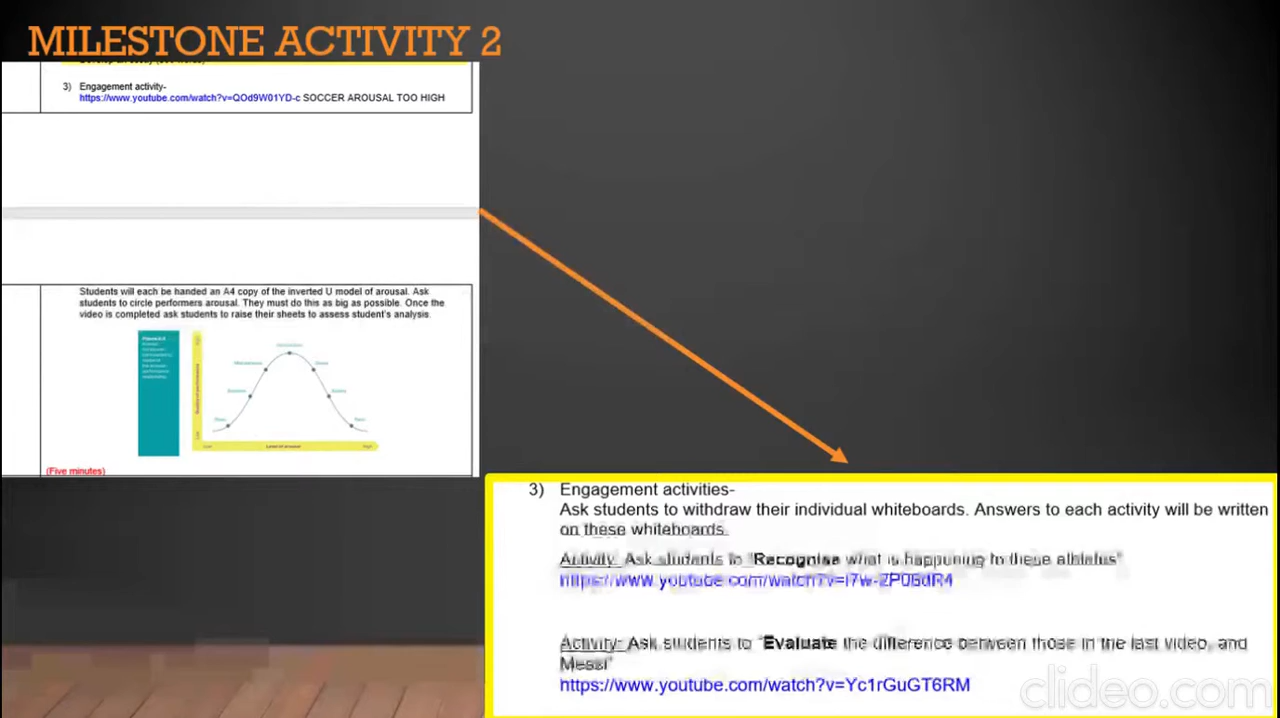 MILESTONE ACTIVITY 2
3) Engagement activity-
https://www.youtube.com/watch?v=QOd9W01YD-c SOCCER AROUSAL TOO HIGH
Students will each be handed an A4 copy of the inverted U model of arousal. Ask
students to circle performers arousal. They must do this as big as possible. Once the
video is completed ask students to raise their sheets to assess student's analysis.
Level of arousal
(Five minutes)
3) Engagement activities-
Ask students to withdraw their individual whiteboards. Answers to each activity will be written
on these whiteboards.
Activity: Ask students to "Recognise what is happening to these athletes"
Activity- Ask students to "Evaluate the difference between those in the last video, and
Messi"
https://www.youtube.com/watch?v=Yc1rGuGT6RM
clideo.com